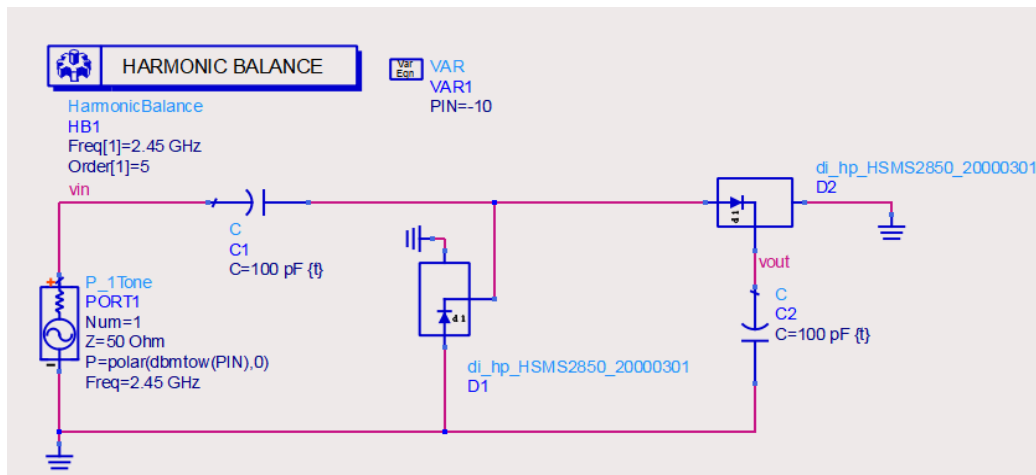 HARMONIC BALANCE
HarmonicBalance
HB1
Freq[1]=2.45 GHz
Order[1]=5
Var
Eqn
VAR
VAR1
PIN=-10
vin
C
C1
C=100 pF {t}
di_hp_HSMS2850_20000301
D2
d1
vout
C
C2
C=100 pF {t}
+
P_1Tone
PORT1
Num=1
Z=50 Ohm
P=polar(dbmtow(PIN),0)
Freq=2.45 GHz
-
d1
di_hp_HSMS2850_20000301
D1